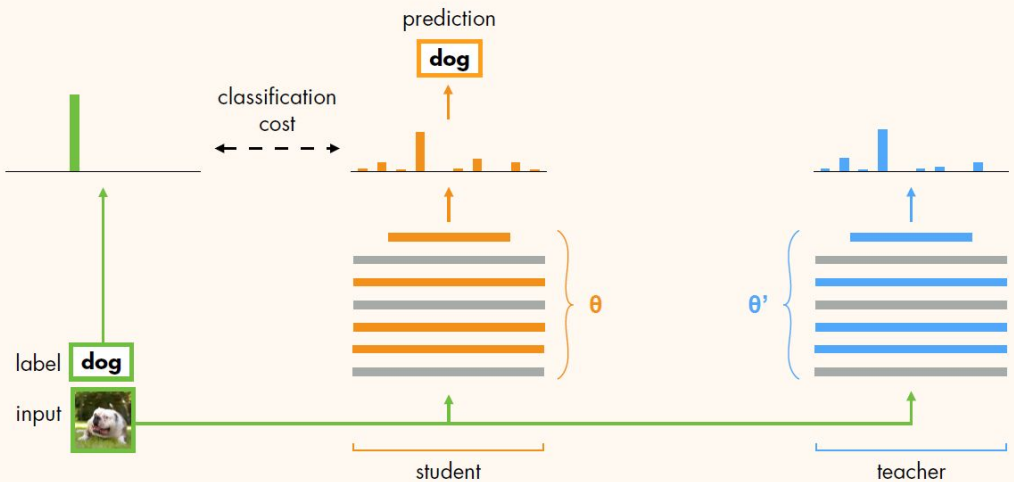 prediction
dog
classification
cost
θ
θ'
label
dog
input
student
teacher